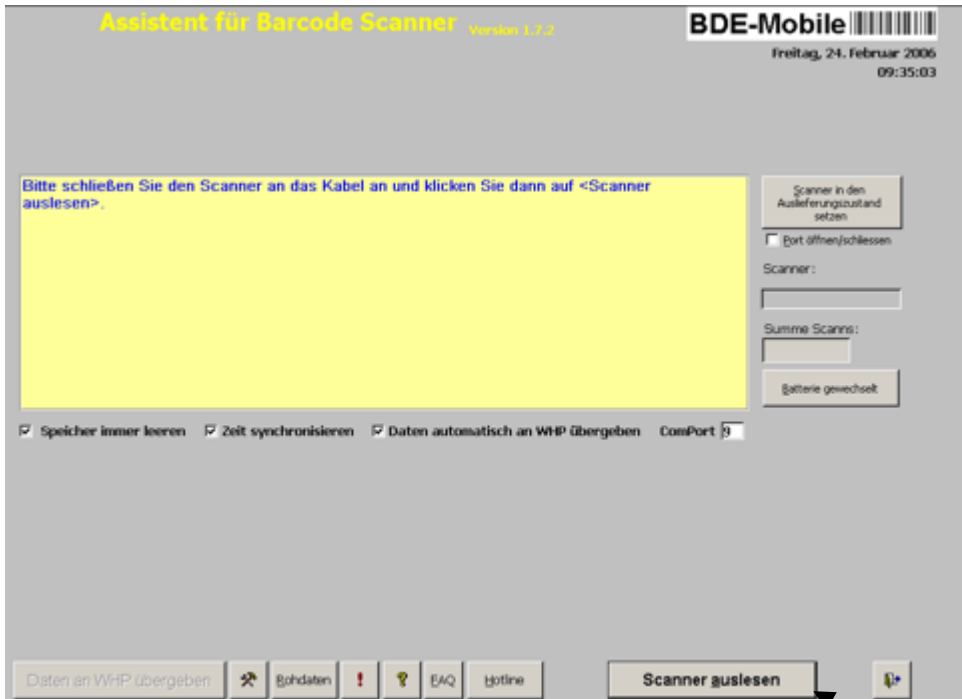 Assistent für Barcode Scanner Version 1.7.2
BDE-Mobile
Freitag, 24. Februar 2006
09:35:03
Bitte schließen Sie den Scanner an das Kabel an und klicken Sie dann auf <Scanner
auslesen>.
Scanner in den
Auslieferungszustand
setzen
Port öffnen/schliessen
Scanner:
Summe Scanns:
Batterie gewechselt
Speicher immer leeren Zeit synchronisieren Daten automatisch an WHP übergeben ComPort 9
Daten an WHP übergeben Rohdaten ! ? FAQ Hotline Scanner auslesen